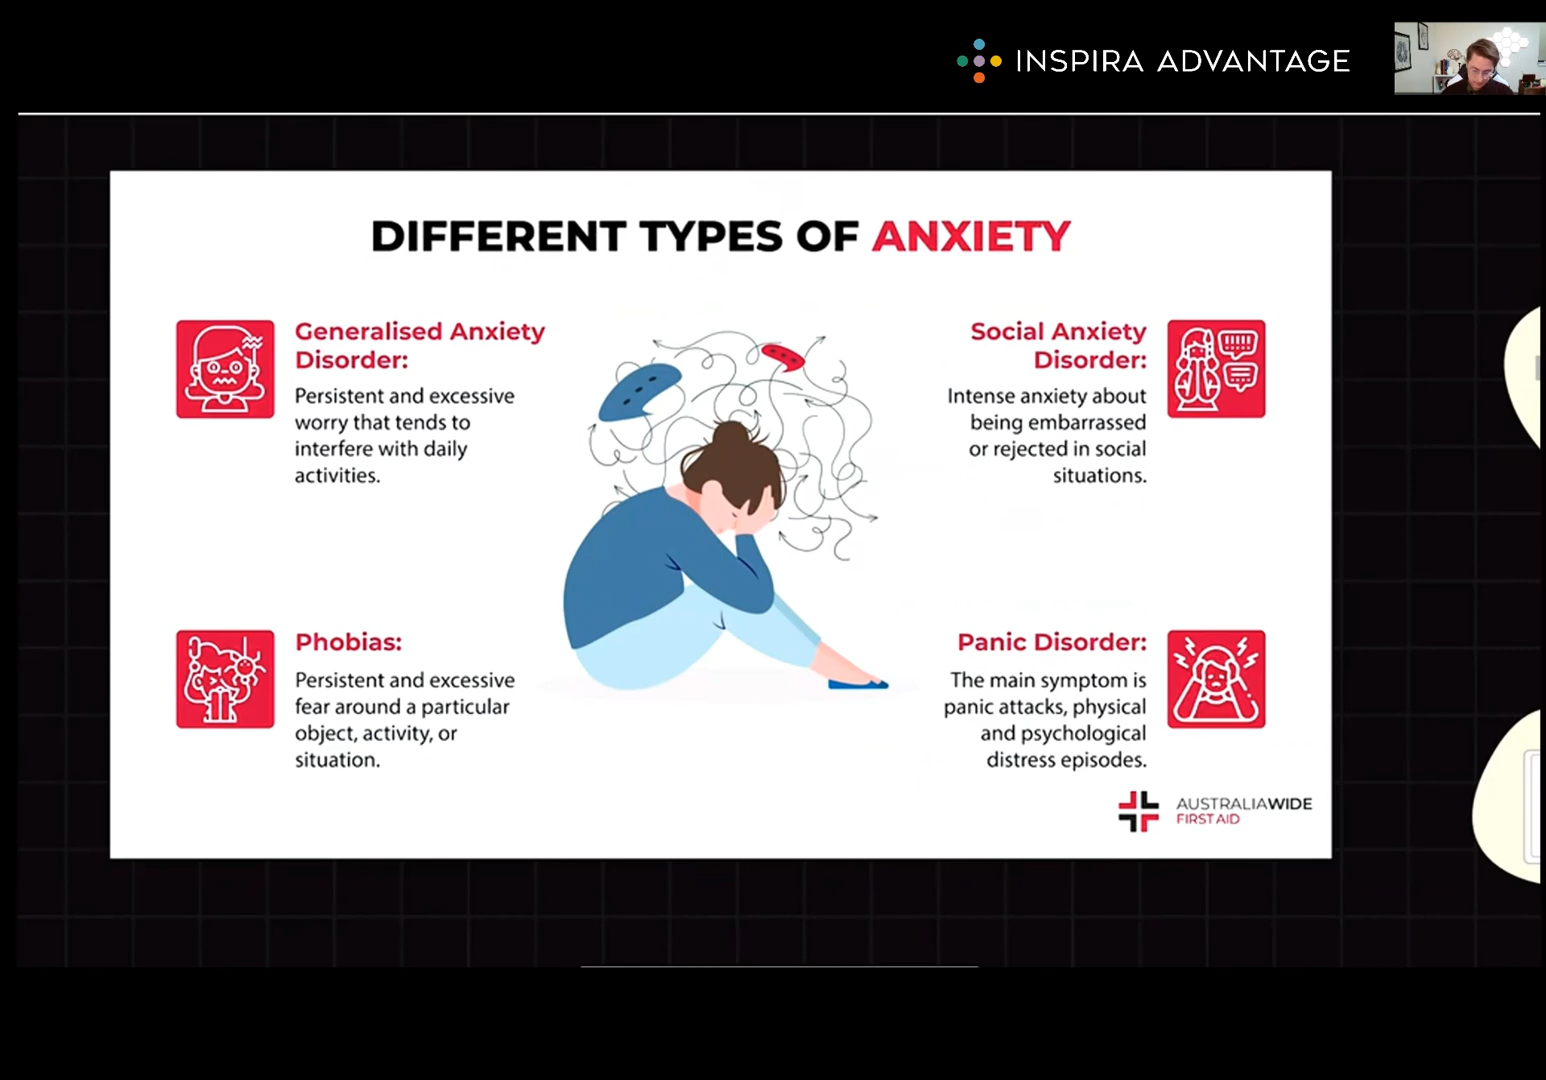 INSPIRA ADVANTAGE
DIFFERENT TYPES OF ANXIETY
Generalised Anxiety
Disorder:
Persistent and excessive
worry that tends to
interfere with daily
activities.
Social Anxiety
Disorder:
Intense anxiety about
being embarrassed
or rejected in social
situations.
Phobias:
Persistent and excessive
fear around a particular
object, activity, or
situation.
Panic Disorder:
The main symptom is
panic attacks, physical
and psychological
distress episodes.
AUSTRALIAWIDE
FIRST AID